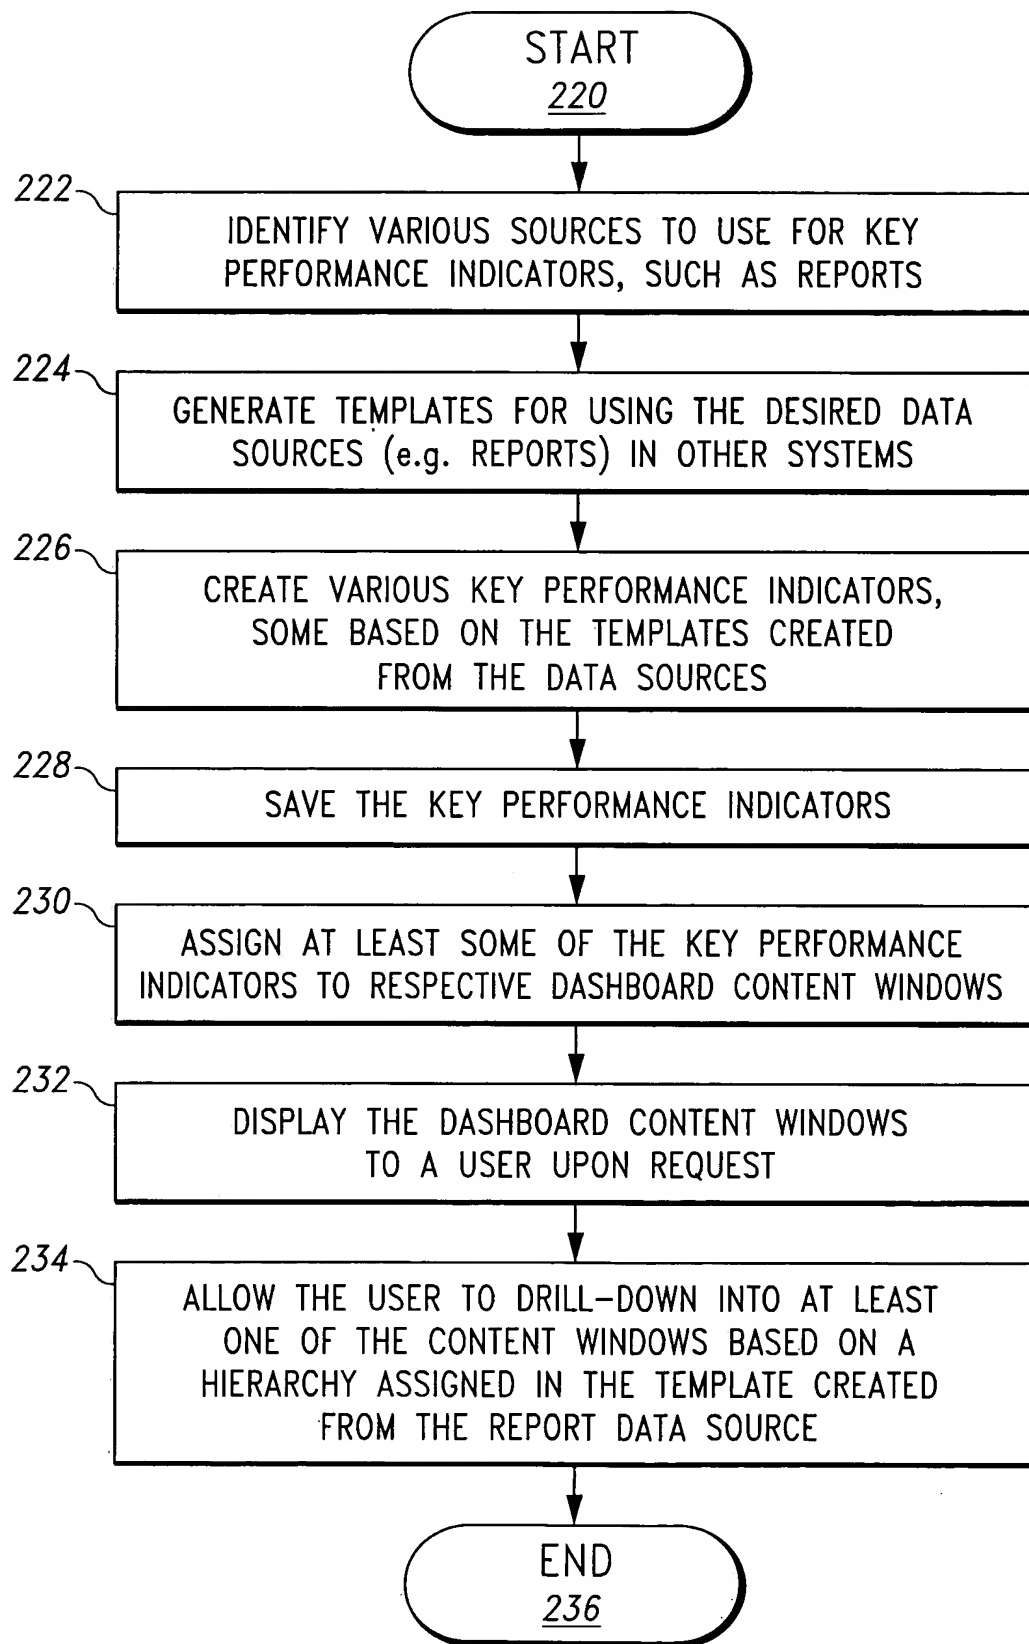 START
220
222
IDENTIFY VARIOUS SOURCES TO USE FOR KEY
PERFORMANCE INDICATORS, SUCH AS REPORTS
224
GENERATE TEMPLATES FOR USING THE DESIRED DATA
SOURCES (e.g. REPORTS) IN OTHER SYSTEMS
226
CREATE VARIOUS KEY PERFORMANCE INDICATORS,
SOME BASED ON THE TEMPLATES CREATED
FROM THE DATA SOURCES
228
SAVE THE KEY PERFORMANCE INDICATORS
230
ASSIGN AT LEAST SOME OF THE KEY PERFORMANCE
INDICATORS TO RESPECTIVE DASHBOARD CONTENT WINDOWS
232
DISPLAY THE DASHBOARD CONTENT WINDOWS
TO A USER UPON REQUEST
234
ALLOW THE USER TO DRILL-DOWN INTO AT LEAST
ONE OF THE CONTENT WINDOWS BASED ON A
HIERARCHY ASSIGNED IN THE TEMPLATE CREATED
FROM THE REPORT DATA SOURCE
END
236